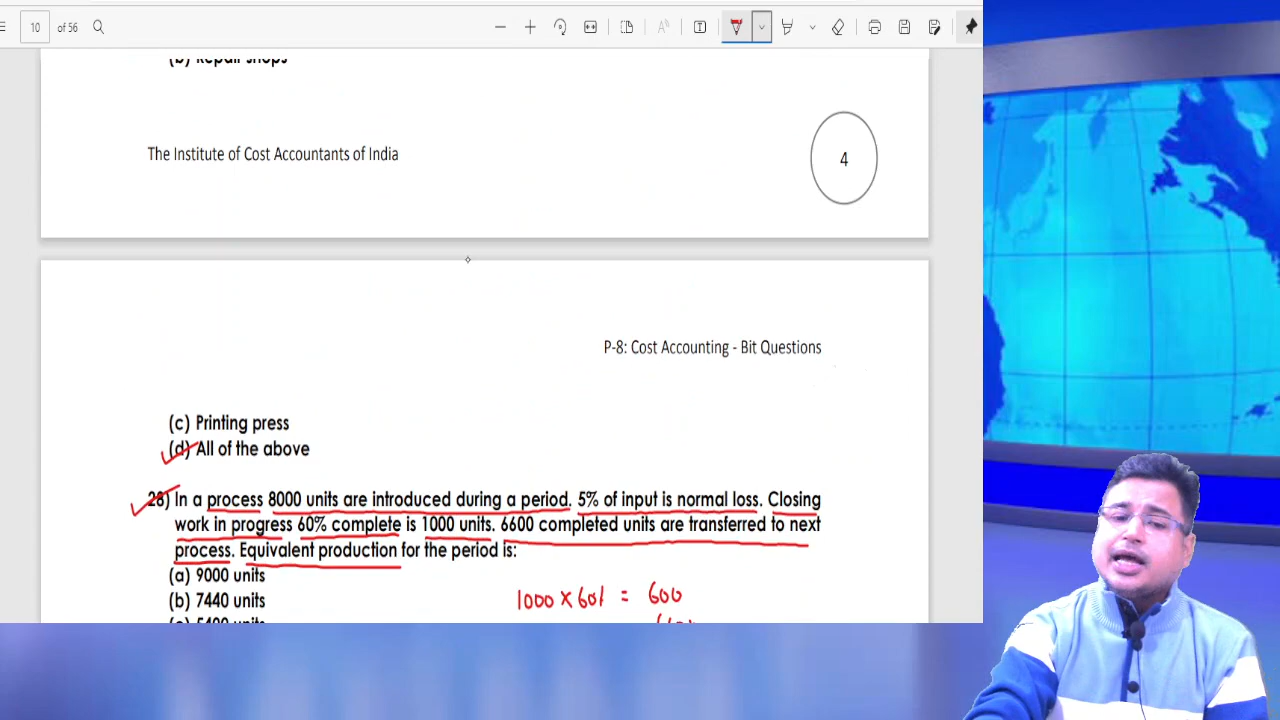 10 of 56
(b) Repair shops
The Institute of Cost Accountants of India
4
P-8: Cost Accounting - Bit Questions
(c) Printing press
(d) All of the above
28) In a process 8000 units are introduced during a period. 5% of input is normal loss. Closing
work in progress 60% complete is 1000 units. 6600 completed units are transferred to next
process. Equivalent production for the period is:
(a) 9000 units
(b) 7440 units
1000 x 60% = 600
units